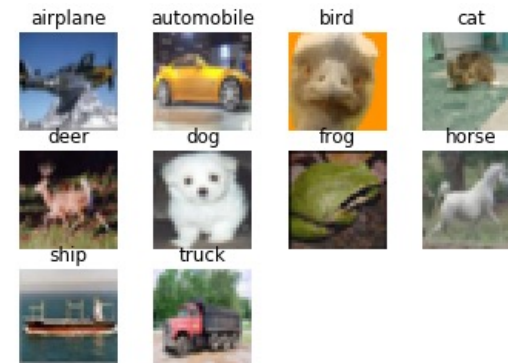 airplane automobile bird cat
deer dog frog horse
ship truck